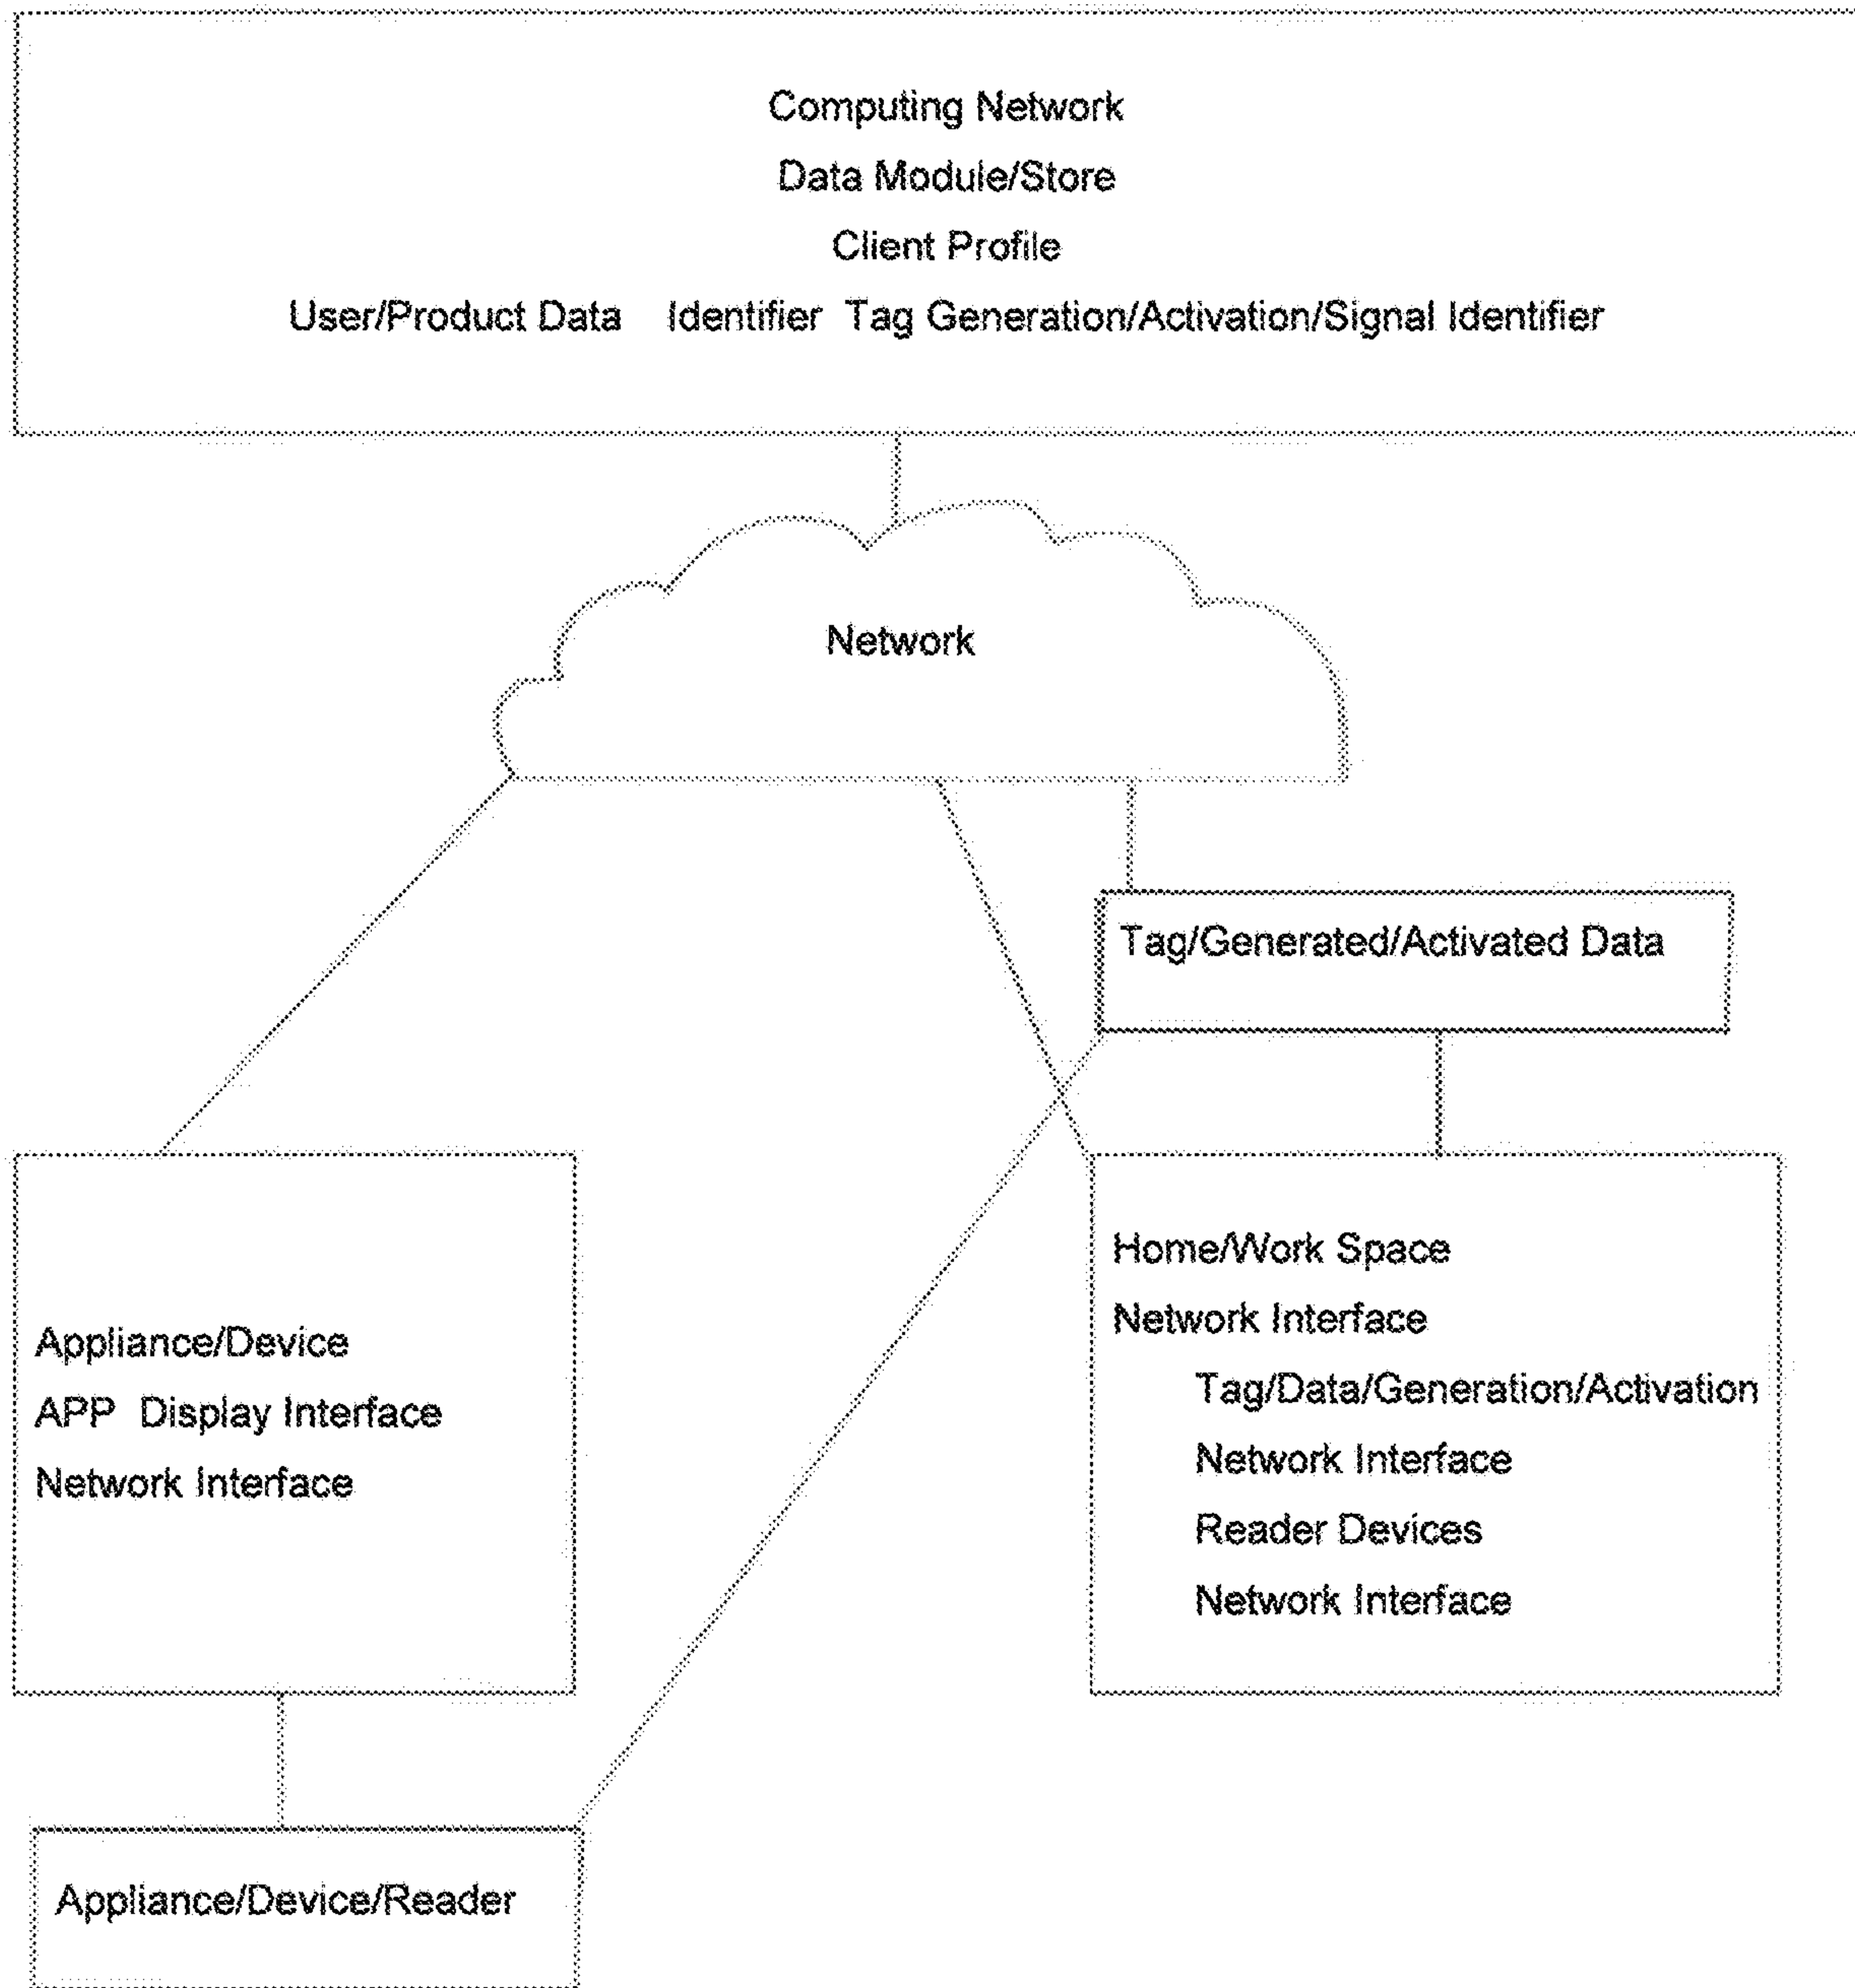 Computing Network
Data Module/Store
Client Profile
User/Product Data Identifier Tag Generation/Activation/Signal Identifier
Network
Tag/Generated/Activated Data
Home/Work Space
Network Interface
Tag/Data/Generation/Activation
Network Interface
Reader Devices
Network Interface
Appliance/Device
APP Display Interface
Network Interface
Appliance/Device/Reader